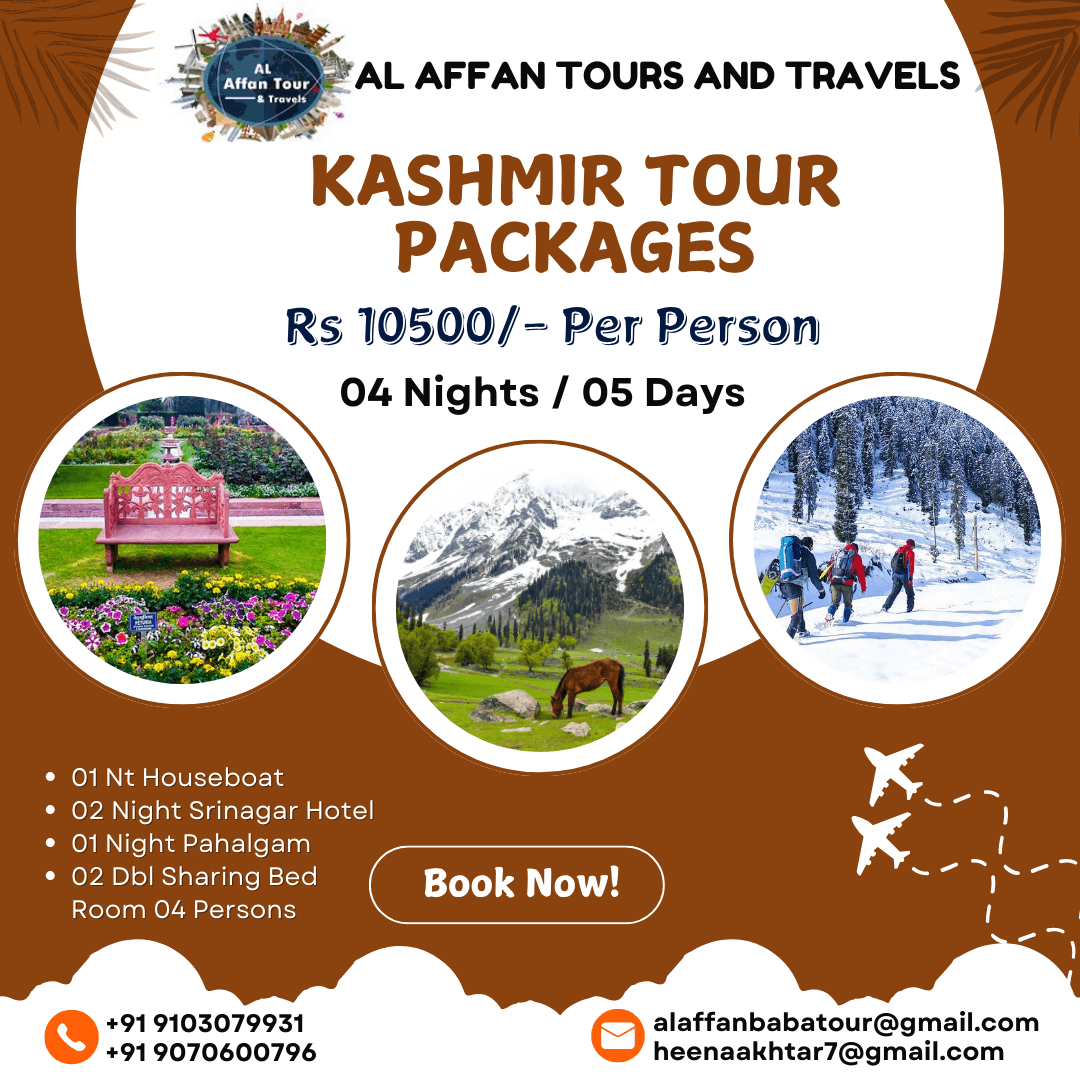 AL
Affan Tour
& Travels
AL AFFAN TOURS AND TRAVELS
KASHMIR TOUR
PACKAGES
Rs 10500/- Per Person
04 Nights / 05 Days
PETUNIA
• 01 Nt Houseboat
• 02 Night Srinagar Hotel
• 01 Night Pahalgam
• 02 Dbl Sharing Bed
Room 04 Persons
Book Now!
+91 9103079931
+91 9070600796
alaffanbabatour@gmail.com
heenaakhtar7@gmail.com